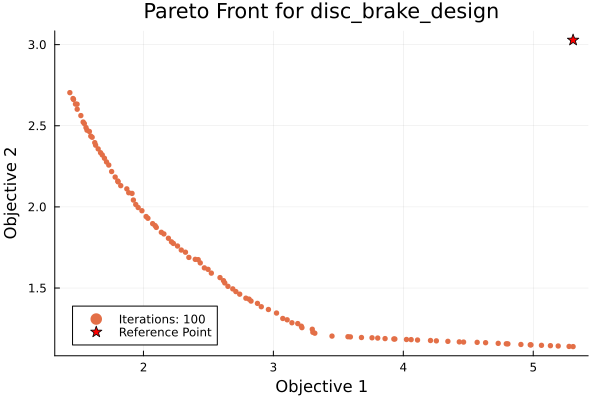 Pareto Front for disc_brake_design
3.0
2.5
2.0
1.5
Objective 2
Iterations: 100
Reference Point
2
3
4
5
Objective 1